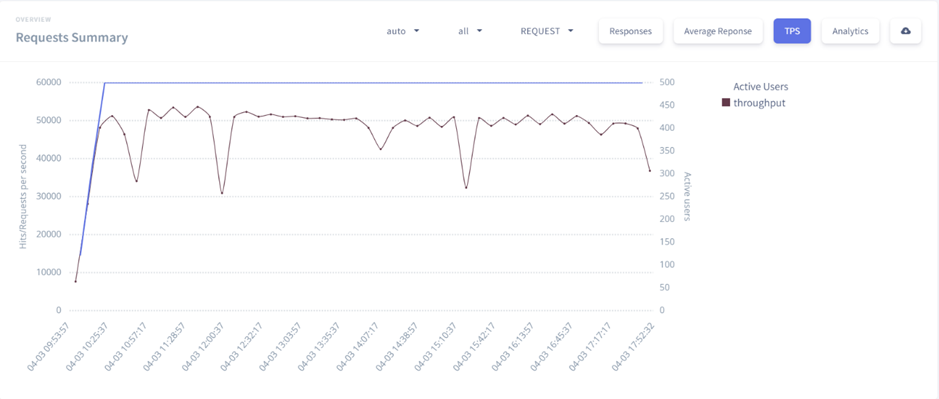 OVERVIEW
Requests Summary
auto
all
REQUEST
Responses
Average Reponse
TPS
Analytics
60000
50000
40000
30000
20000
10000
0
Hits/Requests per second
500
450
400
350
300
250
200
150
100
50
0
Active users
Active Users
throughput
04-03 09:53:57
04-03 10:25:37
04-03 10:57:17
04-03 11:28:57
04-03 12:00:37
04-03 12:32:17
04-03 13:03:57
04-03 13:35:37
04-03 14:07:17
04-03 14:38:57
04-03 15:10:37
04-03 15:42:17
04-03 16:13:57
04-03 16:45:37
04-03 17:17:17
04-03 17:52:32